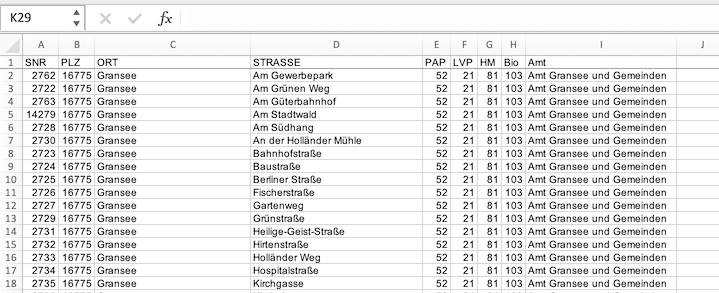 K29 fx
A B C D E F G H I J
1 SNR PLZ ORT STRASSE PAP LVP HM Bio Amt
2 2762 16775 Gransee Am Gewerbepark 52 21 81 103 Amt Gransee und Gemeinden
3 2722 16775 Gransee Am Grünen Weg 52 21 81 103 Amt Gransee und Gemeinden
4 2763 16775 Gransee Am Güterbahnhof 52 21 81 103 Amt Gransee und Gemeinden
5 14279 16775 Gransee Am Stadtwald 52 21 81 103 Amt Gransee und Gemeinden
6 2728 16775 Gransee Am Südhang 52 21 81 103 Amt Gransee und Gemeinden
7 2730 16775 Gransee An der Holländer Mühle 52 21 81 103 Amt Gransee und Gemeinden
8 2723 16775 Gransee Bahnhofstraße 52 21 81 103 Amt Gransee und Gemeinden
9 2724 16775 Gransee Baustraße 52 21 81 103 Amt Gransee und Gemeinden
10 2725 16775 Gransee Berliner Straße 52 21 81 103 Amt Gransee und Gemeinden
11 2726 16775 Gransee Fischerstraße 52 21 81 103 Amt Gransee und Gemeinden
12 2727 16775 Gransee Gartenweg 52 21 81 103 Amt Gransee und Gemeinden
13 2729 16775 Gransee Grünstraße 52 21 81 103 Amt Gransee und Gemeinden
14 2731 16775 Gransee Heilige-Geist-Straße 52 21 81 103 Amt Gransee und Gemeinden
15 2732 16775 Gransee Hirtenstraße 52 21 81 103 Amt Gransee und Gemeinden
16 2733 16775 Gransee Holländer Weg 52 21 81 103 Amt Gransee und Gemeinden
17 2734 16775 Gransee Hospitalstraße 52 21 81 103 Amt Gransee und Gemeinden
18 2735 16775 Gransee Kirchgasse 52 21 81 103 Amt Gransee und Gemeinden